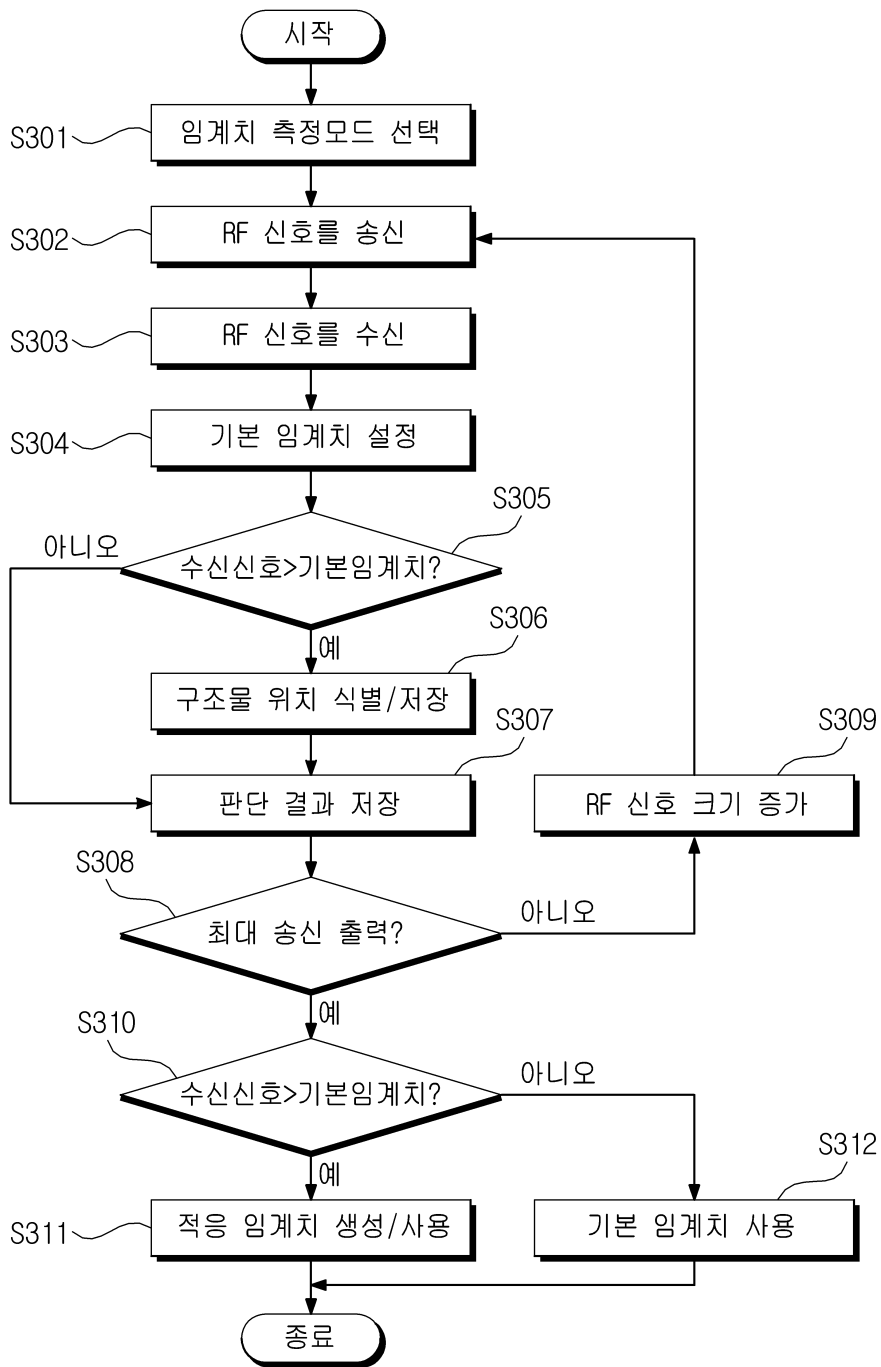 시작
S301
임계치 측정모드 선택
S302
RF 신호를 송신
S303
RF 신호를 수신
S304
기본 임계치 설정
S305
아니오
수신신호>기본임계치?
예
S306
구조물 위치 식별/저장
S307
판단 결과 저장
S309
RF 신호 크기 증가
S308
최대 송신 출력?
아니오
예
S310
수신신호>기본임계치?
아니오
예
S311
적응 임계치 생성/사용
S312
기본 임계치 사용
종료